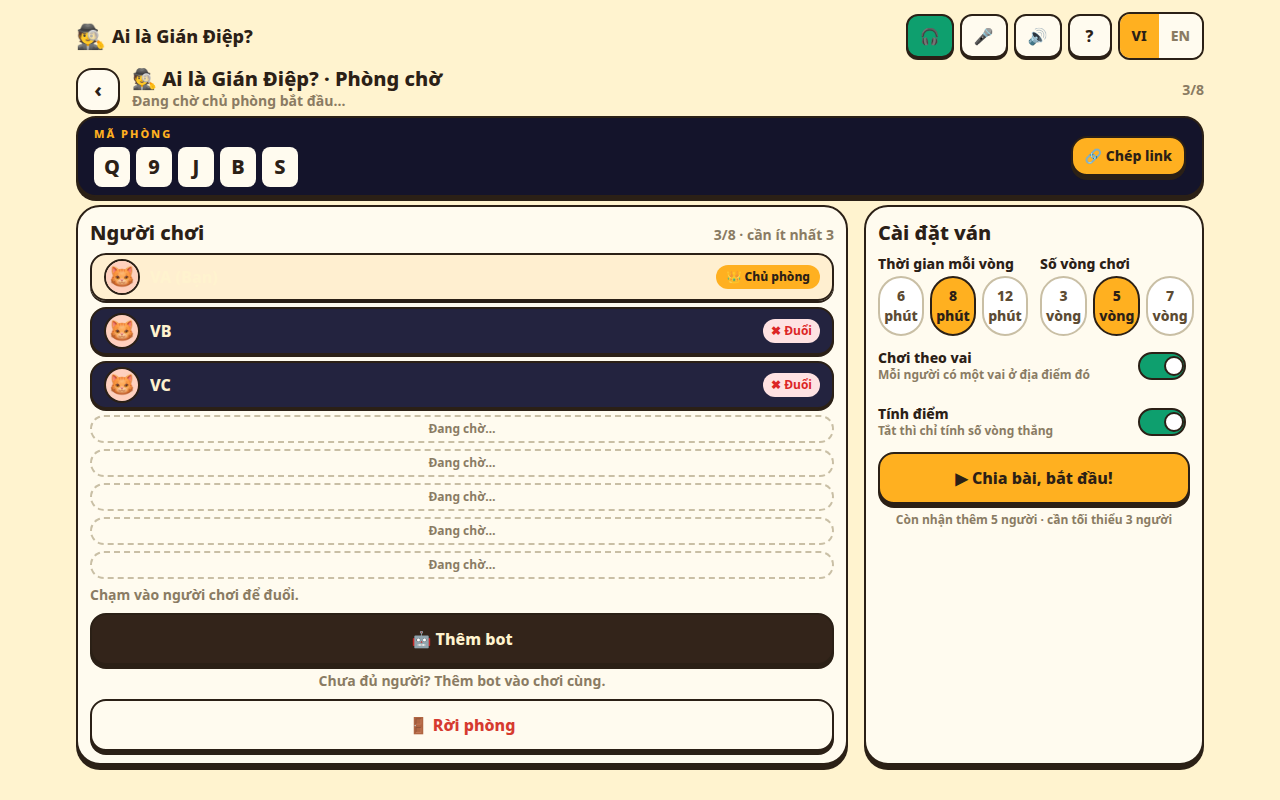 Ai là Gián Điệp?
?
VI
EN
‹
Ai là Gián Điệp? · Phòng chờ
Đang chờ chủ phòng bắt đầu...
3/8
MÃ PHÒNG
Q 9 J B S
Chép link
Người chơi
3/8 · cần ít nhất 3
Chủ phòng
VB
✖ Đuổi
VC
✖ Đuổi
Đang chờ...
Đang chờ...
Đang chờ...
Đang chờ...
Đang chờ...
Chạm vào người chơi để đuổi.
Thêm bot
Chưa đủ người? Thêm bot vào chơi cùng.
Rời phòng
Cài đặt ván
Thời gian mỗi vòng
6 phút
8 phút
12 phút
Số vòng chơi
3 vòng
5 vòng
7 vòng
Chơi theo vai
Mỗi người có một vai ở địa điểm đó
Tính điểm
Tắt thì chỉ tính số vòng thắng
▶ Chia bài, bắt đầu!
Còn nhận thêm 5 người · cần tối thiểu 3 người